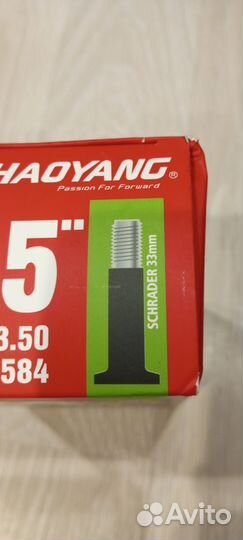 HAOYANG®
Passion For Forward
5"
3.50
584
SCHRADER 33mm
Avito